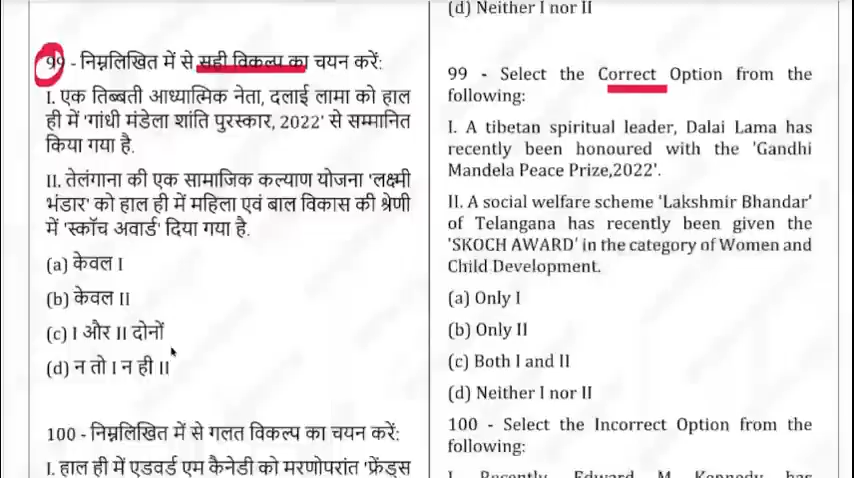 99 - निम्नलिखित में से सही विकल्प का चयन करें:
I. एक तिब्बती आध्यात्मिक नेता, दलाई लामा को हाल
ही में 'गांधी मंडेला शांति पुरस्कार, 2022' से सम्मानित
किया गया है.
II. तेलंगाना की एक सामाजिक कल्याण योजना 'लक्ष्मी
भंडार' को हाल ही में महिला एवं बाल विकास की श्रेणी
में 'स्कॉच अवार्ड' दिया गया है.
(a) केवल I
(b) केवल II
(c) I और II दोनों
(d) न तो I न ही II
100 - निम्नलिखित में से गलत विकल्प का चयन करें:
I. हाल ही में एडवर्ड एम कैनेडी को मरणोपरांत 'फ्रेंड्स
(d) Neither I nor II
99 - Select the Correct Option from the
following:
I. A tibetan spiritual leader, Dalai Lama has
recently been honoured with the 'Gandhi
Mandela Peace Prize,2022'.
II. A social welfare scheme 'Lakshmir Bhandar'
of Telangana has recently been given the
'SKOCH AWARD' in the category of Women and
Child Development.
(a) Only I
(b) Only II
(c) Both I and II
(d) Neither I nor II
100 - Select the Incorrect Option from the
following:
I. Recently, Edward M Kennedy has